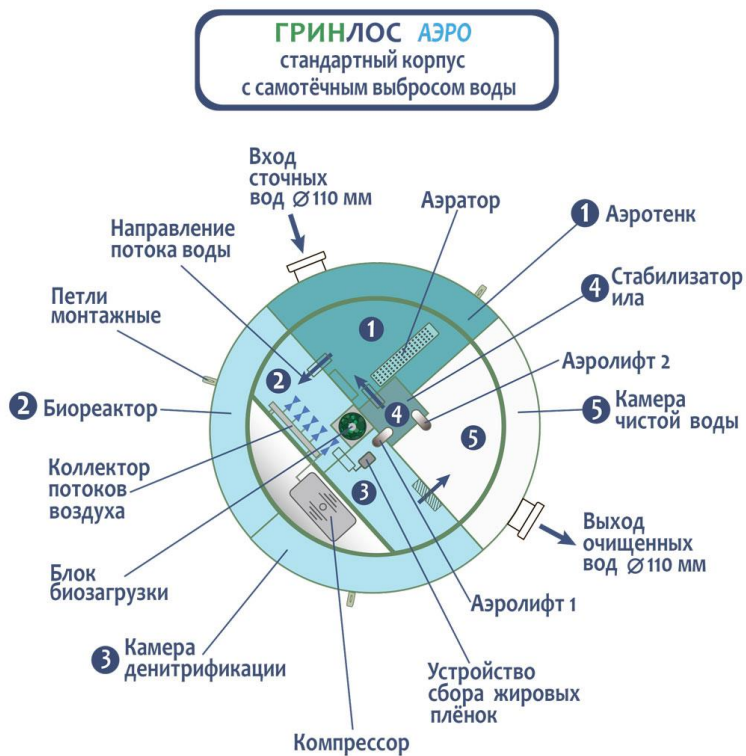 ГРИНЛОС АЭРО
стандартный корпус
с самотёчным выбросом воды
Вход
сточных
вод ⌀110 мм
Направление
потока воды
Аэратор
1 Аэротенк
4 Стабилизатор
ила
Петли
монтажные
Аэролифт 2
2 Биореактор
5 Камера
чистой воды
Коллектор
потоков
воздуха
1
2
4
5
3
Выход
очищенных
вод ⌀110 мм
Блок
биозагрузки
Аэролифт 1
3 Камера
денитрификации
Устройство
сбора жировых
плёнок
Компрессор